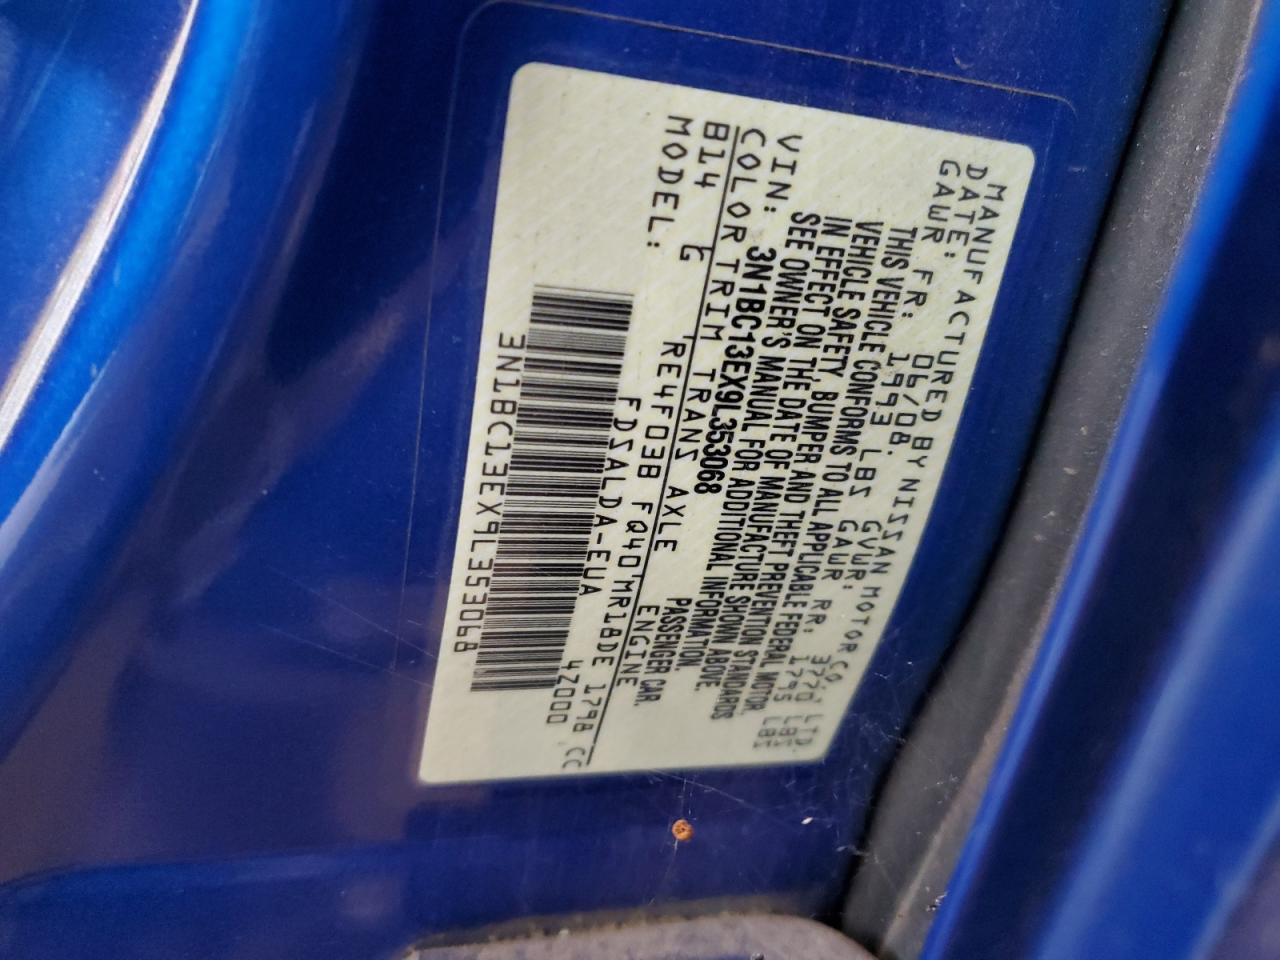 MANUFACTURED BY NISSAN MOTOR CO., LTD.
DATE: 06/08. GVWR: 3770 LBS
GAWR FR: 1993 LBS GAWR RR: 1795 LBS
THIS VEHICLE CONFORMS TO ALL APPLICABLE FEDERAL MOTOR
VEHICLE SAFETY, BUMPER AND THEFT PREVENTION STANDARDS
IN EFFECT ON THE DATE OF MANUFACTURE SHOWN ABOVE.
SEE OWNER'S MANUAL FOR ADDITIONAL INFORMATION.
VIN: 3N1BC13EX9L353068 PASSENGER CAR.
COLOR TRIM TRANS AXLE ENGINE
B14 G RE4F03B FQ40 MR18DE 1798 CC
MODEL: FDSALDA-EUA 4Z000
3N1BC13EX9L353068